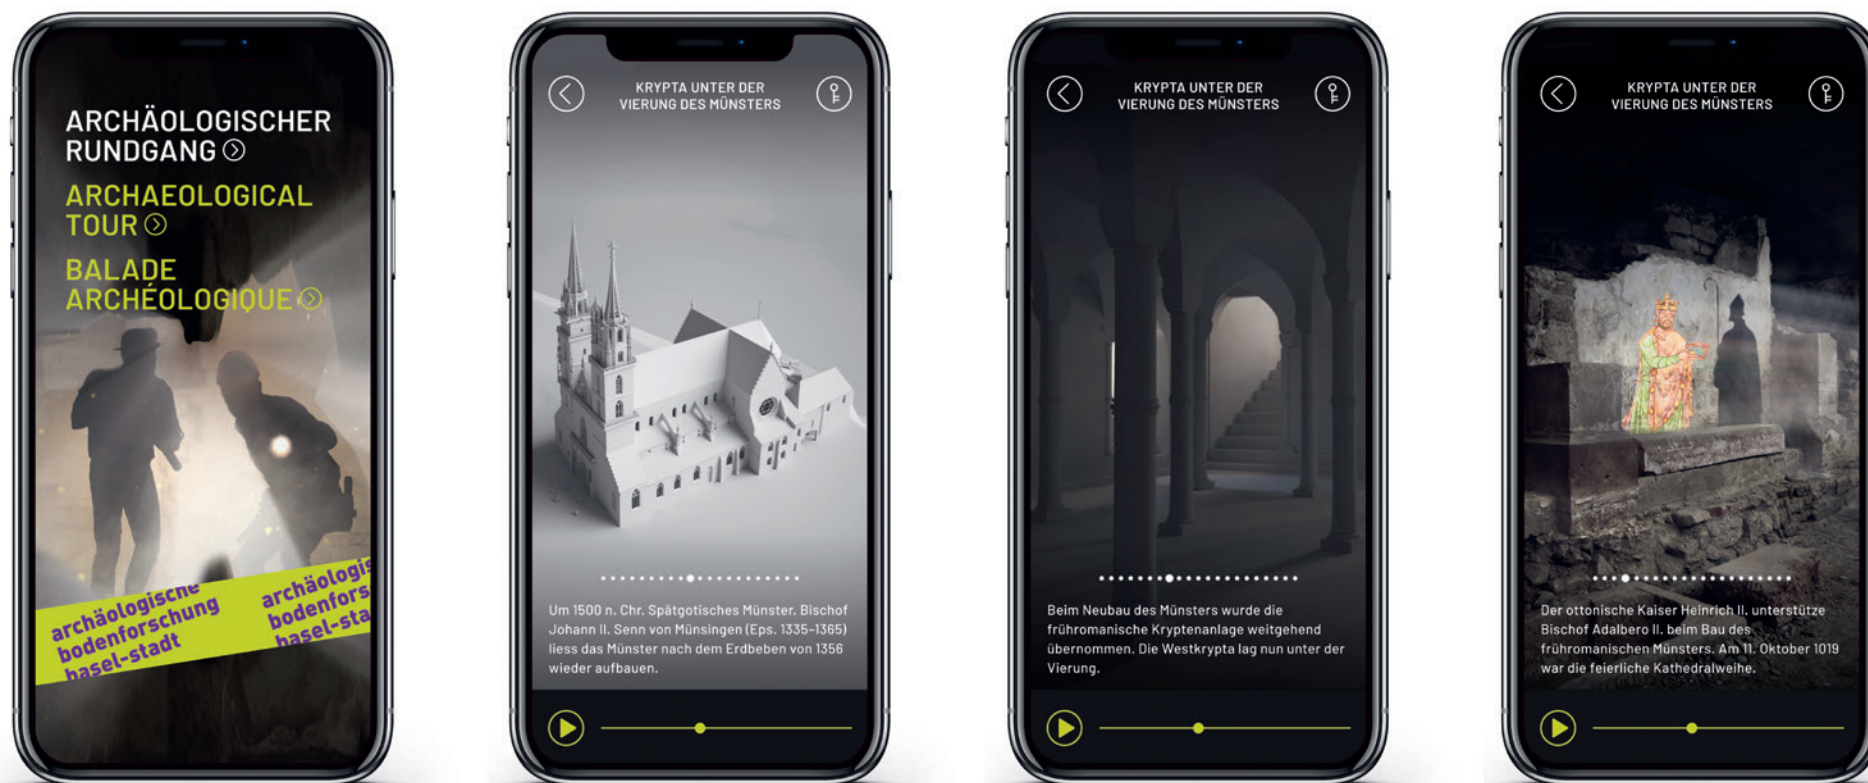 ARCHÄOLOGISCHER
RUNDGANG
ARCHAEOLOGICAL
TOUR
BALADE
ARCHÉOLOGIQUE
archäologische
bodenforschung
basel-stadt
archäologis
bodenfors
basel-sta
KRYPTA UNTER DER
VIERUNG DES MÜNSTERS
Um 1500 n. Chr. Spätgotisches Münster. Bischof
Johann II. Senn von Münsingen (Eps. 1335–1365)
liess das Münster nach dem Erdbeben von 1356
wieder aufbauen.
KRYPTA UNTER DER
VIERUNG DES MÜNSTERS
Beim Neubau des Münsters wurde die
frühromanische Kryptenanlage weitgehend
übernommen. Die Westkrypta lag nun unter der
Vierung.
KRYPTA UNTER DER
VIERUNG DES MÜNSTERS
Der ottonische Kaiser Heinrich II. unterstütze
Bischof Adalbero II. beim Bau des
frühromanischen Münsters. Am 11. Oktober 1019
war die feierliche Kathedralweihe.